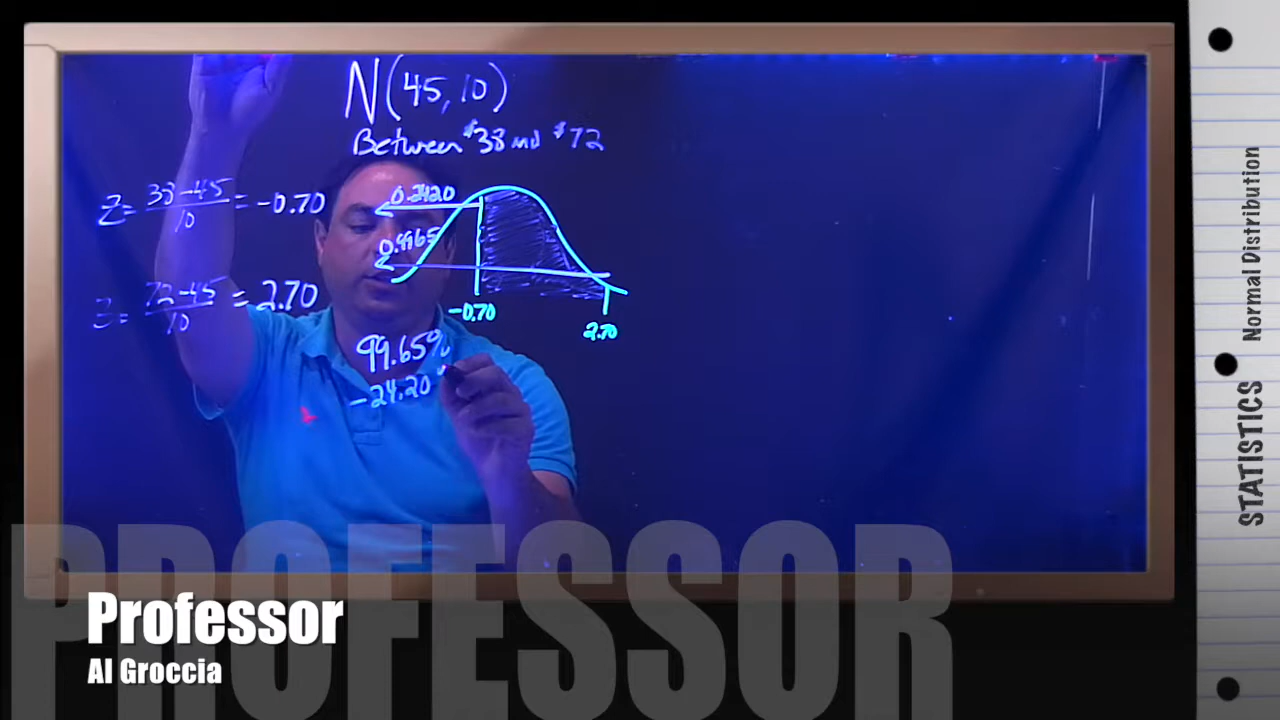 N(45, 10)
Between $38 and $72
Z = 38-45 / 10 = -0.70
0.2420
0.9965
Z = 72-45 / 10 = 2.70
-0.70
2.70
99.65%
-24.20
PROFESSOR
Professor
Al Groccia
STATISTICS Normal Distribution